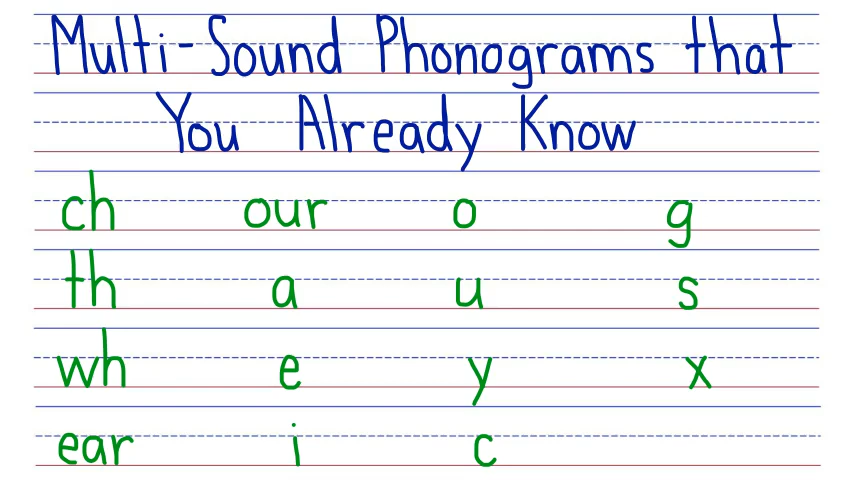 Multi-Sound Phonograms that
You Already Know
ch our o g
th a u s
wh e y x
ear i c